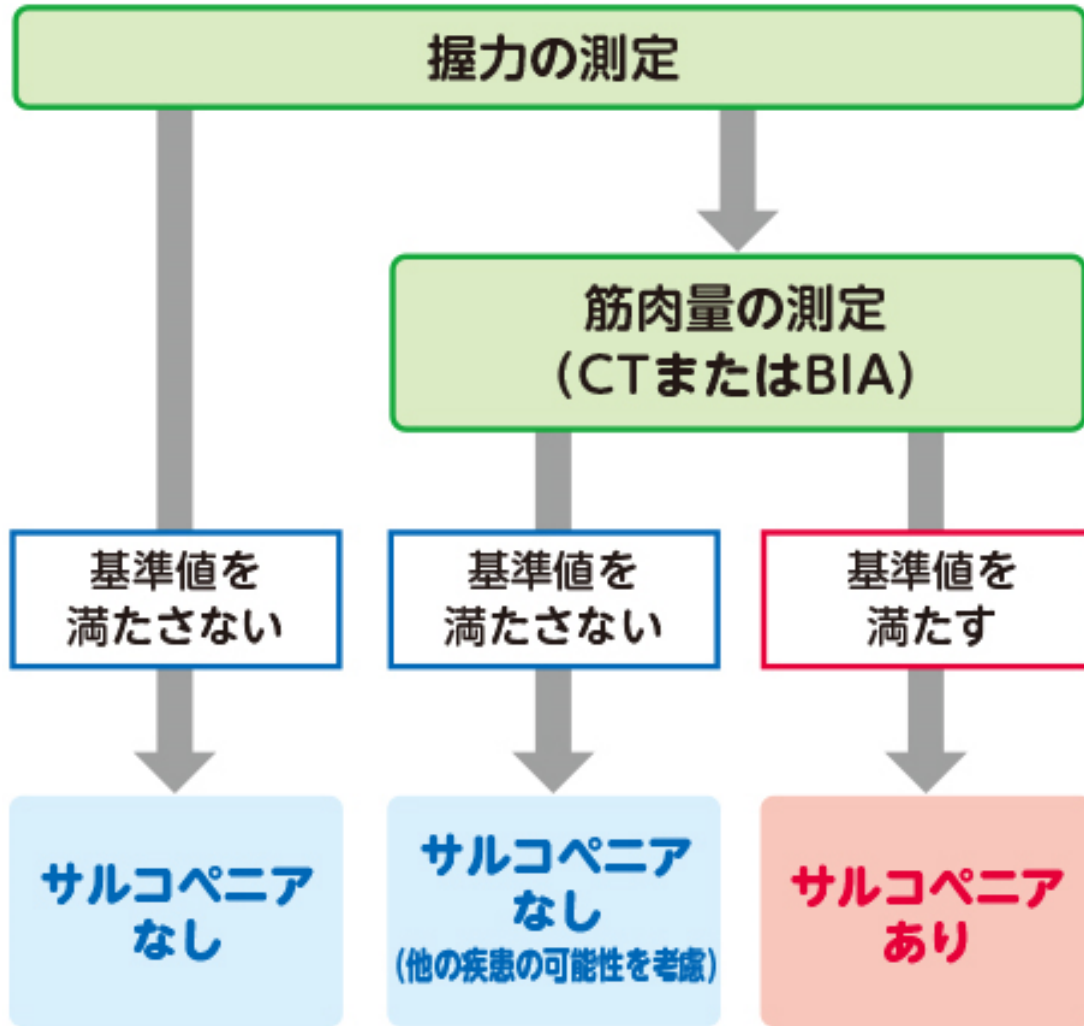 握力の測定
筋肉量の測定
(CTまたはBIA)
基準値を
満たさない
基準値を
満たさない
基準値を
満たす
サルコペニア
なし
サルコペニア
なし
(他の疾患の可能性を考慮)
サルコペニア
あり